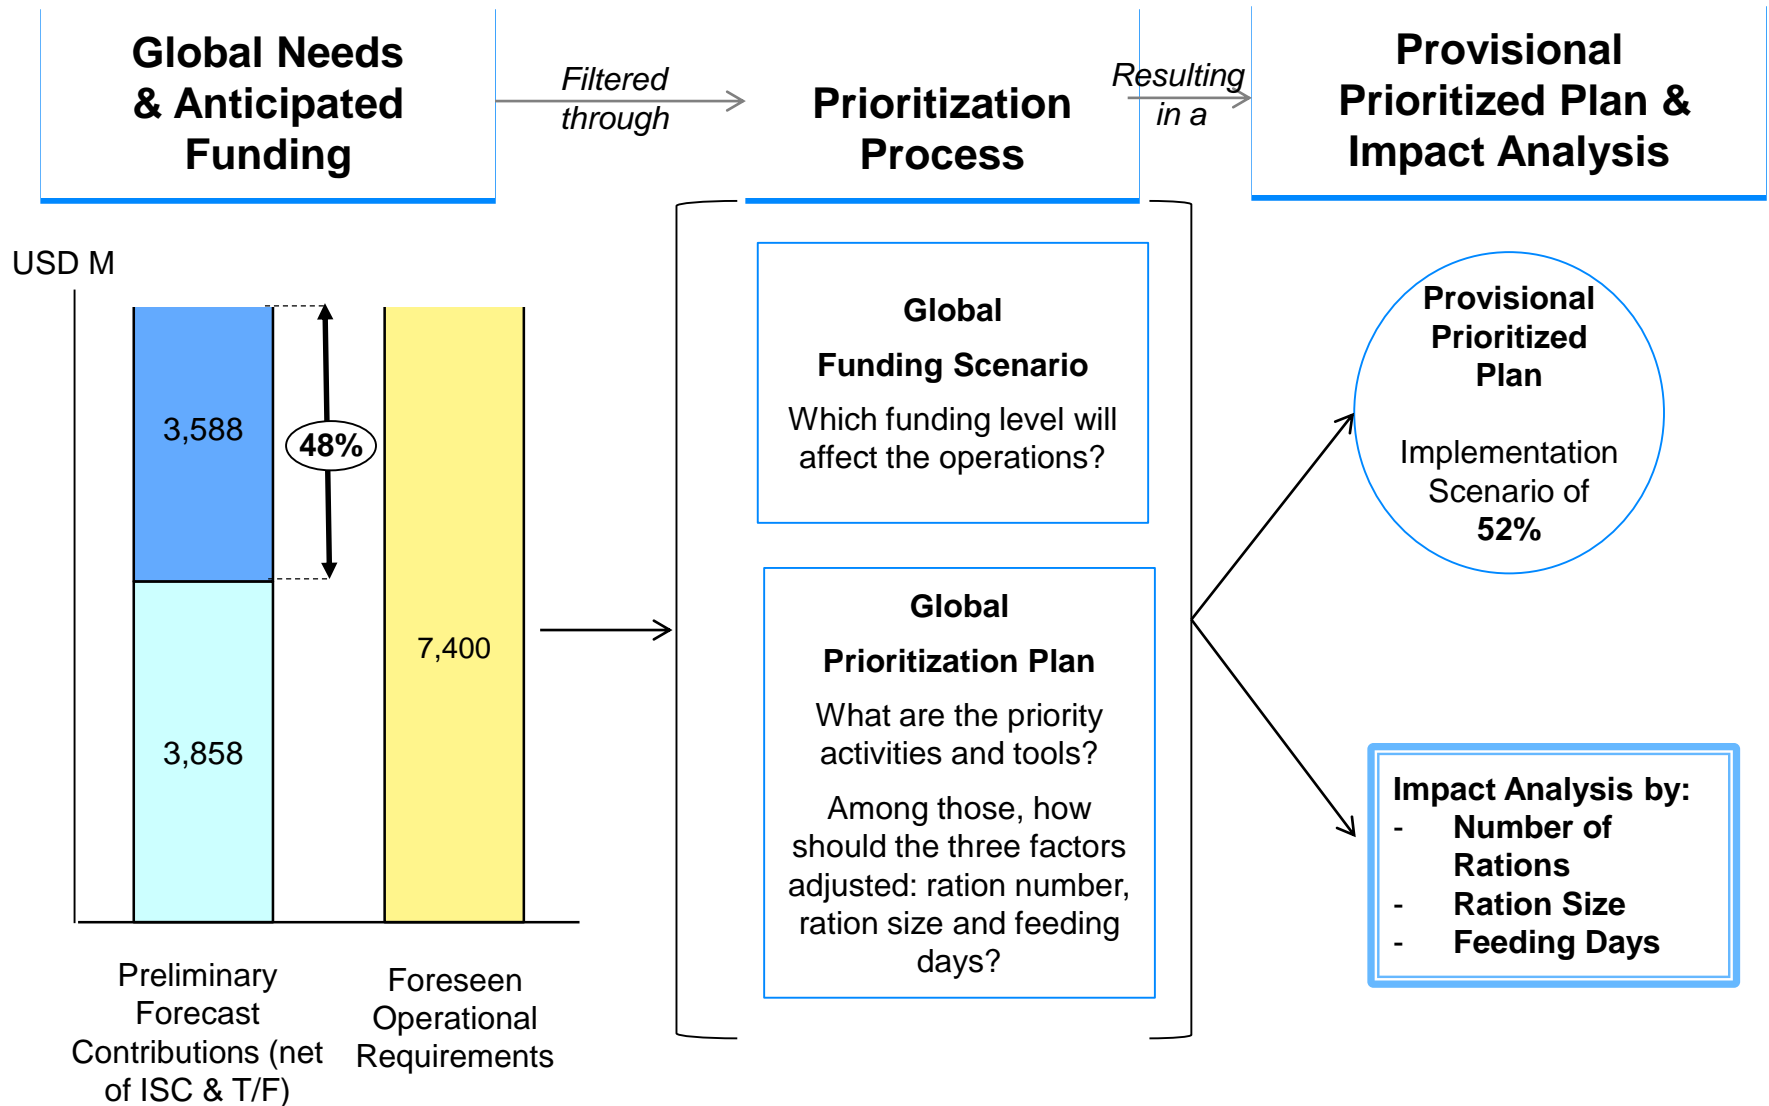 Global Needs
& Anticipated
Funding
Filtered
through
Prioritization
Process
Resulting
in a
Provisional
Prioritized Plan &
Impact Analysis
USD M
3,588
48%
3,858
7,400
Preliminary
Forecast
Contributions (net
of ISC & T/F)
Foreseen
Operational
Requirements
Global
Funding Scenario
Which funding level will
affect the operations?
Global
Prioritization Plan
What are the priority
activities and tools?
Among those, how
should the three factors
adjusted: ration number,
ration size and feeding
days?
Provisional
Prioritized
Plan
Implementation
Scenario of
52%
Impact Analysis by:
- Number of
Rations
- Ration Size
- Feeding Days